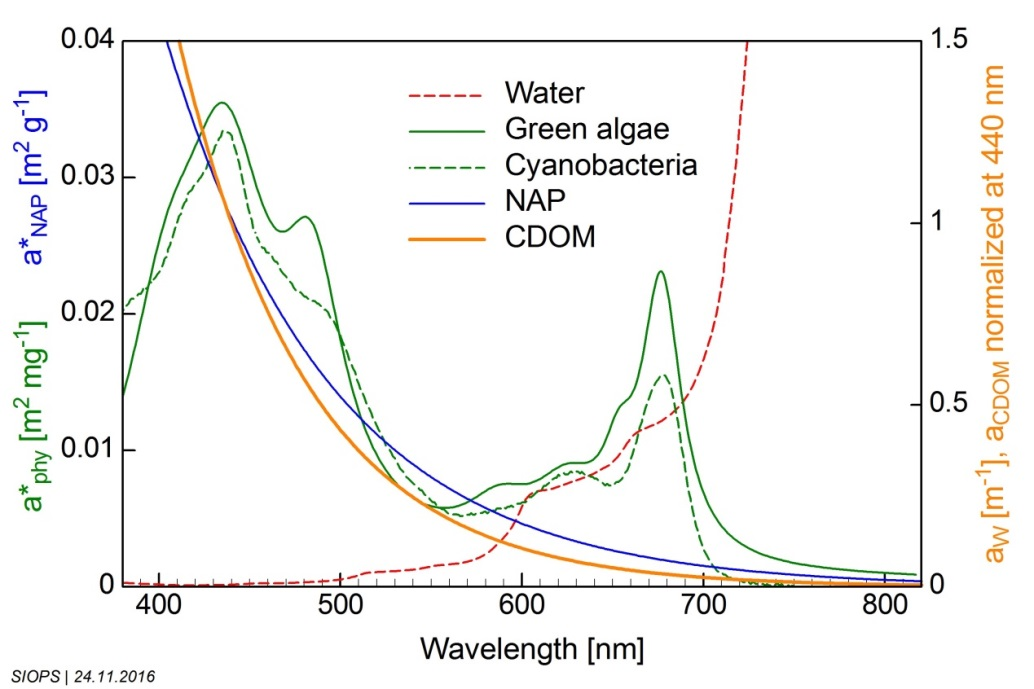 0.04
0.03
0.02
0.01
0
a*phy [m2 mg-1]
a*NAP [m2 g-1]
Water
Green algae
Cyanobacteria
NAP
CDOM
1.5
1
0.5
0
aW [m-1], aCDOM normalized at 440 nm
400 500 600 700 800
Wavelength [nm]
SIOPS | 24.11.2016